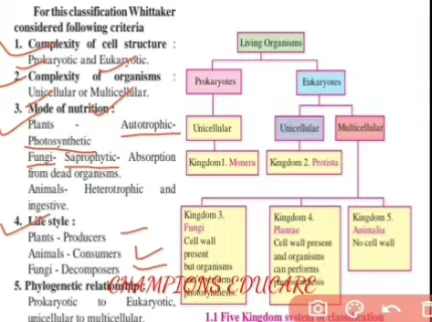 For this classification Whittaker
considered following criteria
1. Complexity of cell structure :
Prokaryotic and Eukaryotic.
2. Complexity of organisms :
Unicellular or Multicellular.
3. Mode of nutrition :
Plants - Autotrophic-
Photosynthetic
Fungi- Saprophytic- Absorption
from dead organisms.
Animals- Heterotrophic and
ingestive.
4. Life style :
Plants - Producers
Animals - Consumers
Fungi - Decomposers
5. Phylogenetic relationship:
Prokaryotic to Eukaryotic,
unicellular to multicellular.
Living Organisms
Prokaryotes
Eukaryotes
Unicellular
Unicellular
Multicellular
Kingdom1. Monera
Kingdom 2. Protista
Kingdom 3.
Fungi
Cell wall
present
but organisms
Kingdom 4.
Plantae
Cell wall present
and organisms
can performs
Kingdom 5.
Animalia
No cell wall
CHAMPIONS EDUCARE
1.1 Five Kingdom system of classification